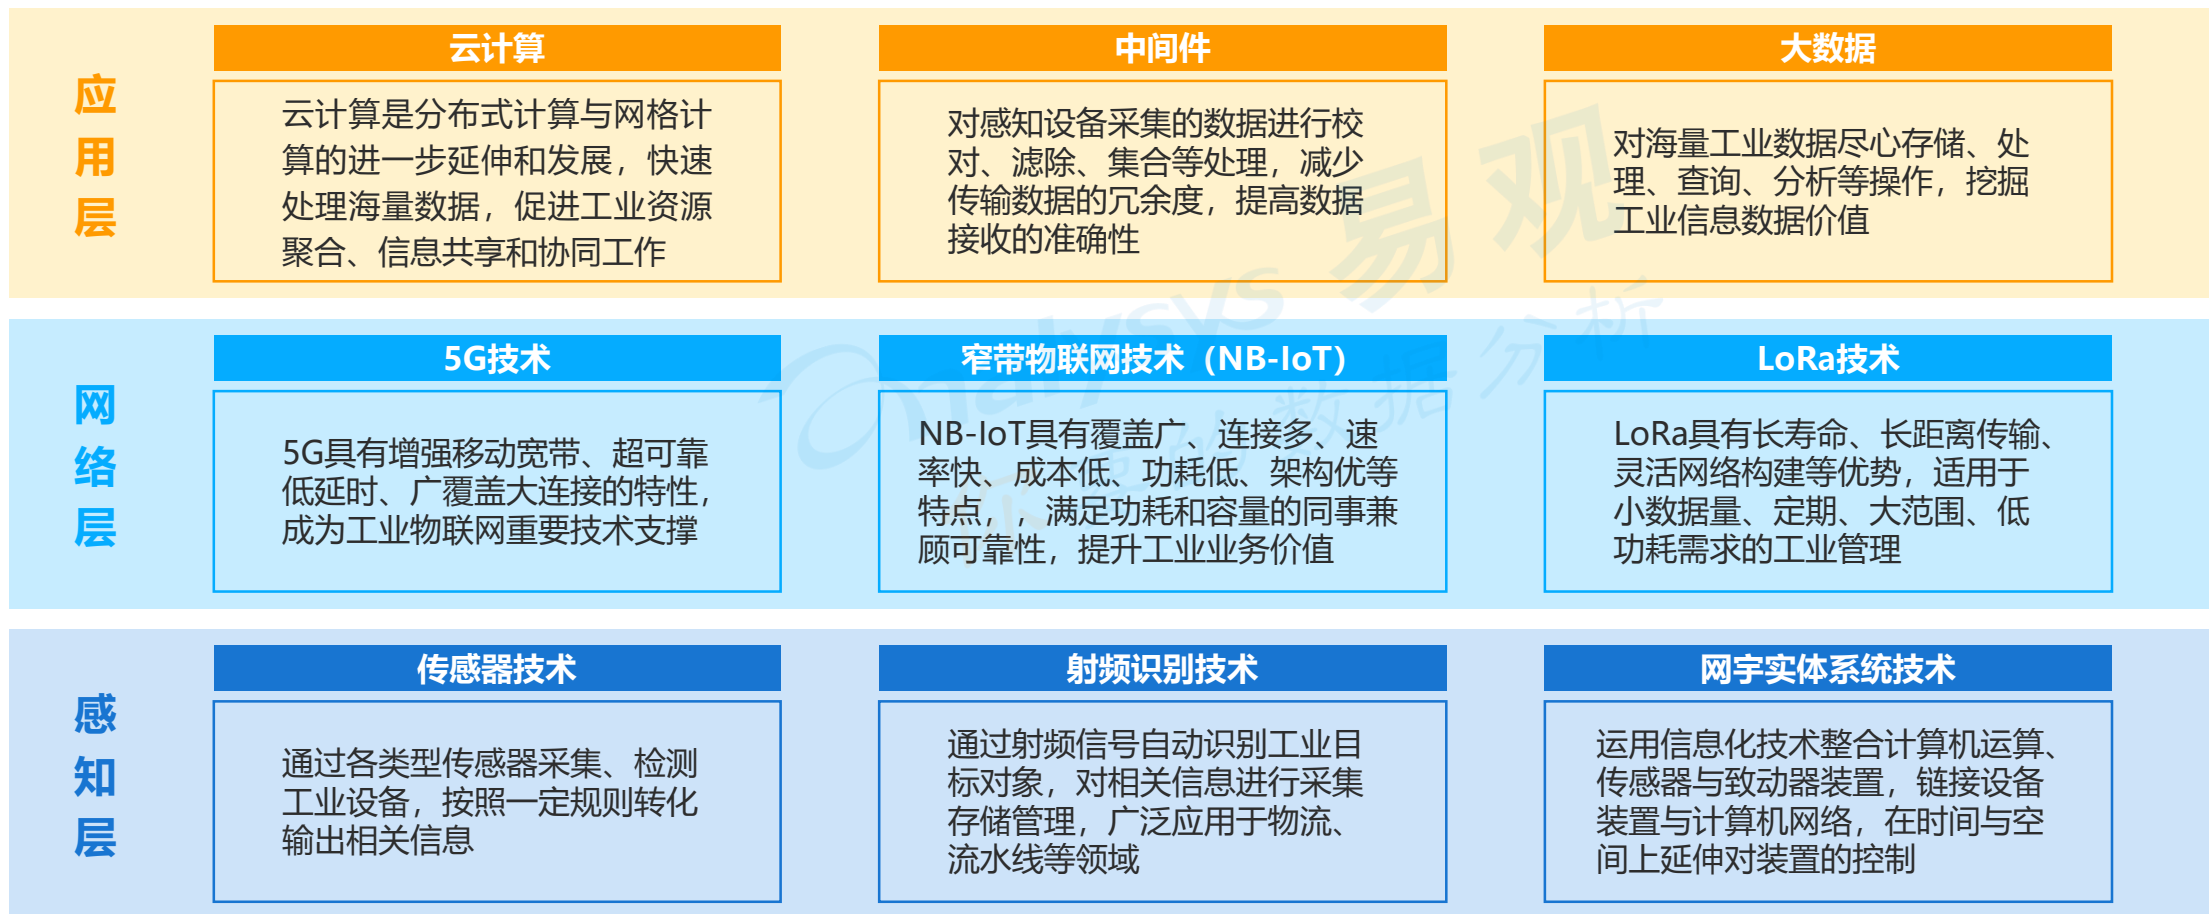 应用层
云计算
云计算是分布式计算与网格计
算的进一步延伸和发展，快速
处理海量数据，促进工业资源
聚合、信息共享和协同工作
中间件
对感知设备采集的数据进行校
对、滤除、集合等处理，减少
传输数据的冗余度，提高数据
接收的准确性
大数据
对海量工业数据尽心存储、处
理、查询、分析等操作，挖掘
工业信息数据价值
网络层
5G技术
5G具有增强移动宽带、超可靠
低延时、广覆盖大连接的特性，
成为工业物联网重要技术支撑
窄带物联网技术（NB-IoT）
NB-IoT具有覆盖广、连接多、速
率快、成本低、功耗低、架构优等
特点，，满足功耗和容量的同事兼
顾可靠性，提升工业业务价值
LoRa技术
LoRa具有长寿命、长距离传输、
灵活网络构建等优势，适用于
小数据量、定期、大范围、低
功耗需求的工业管理
感知层
传感器技术
通过各类型传感器采集、检测
工业设备，按照一定规则转化
输出相关信息
射频识别技术
通过射频信号自动识别工业目
标对象，对相关信息进行采集
存储管理，广泛应用于物流、
流水线等领域
网宇实体系统技术
运用信息化技术整合计算机运算、
传感器与致动器装置，链接设备
装置与计算机网络，在时间与空
间上延伸对装置的控制
Analysys 易观